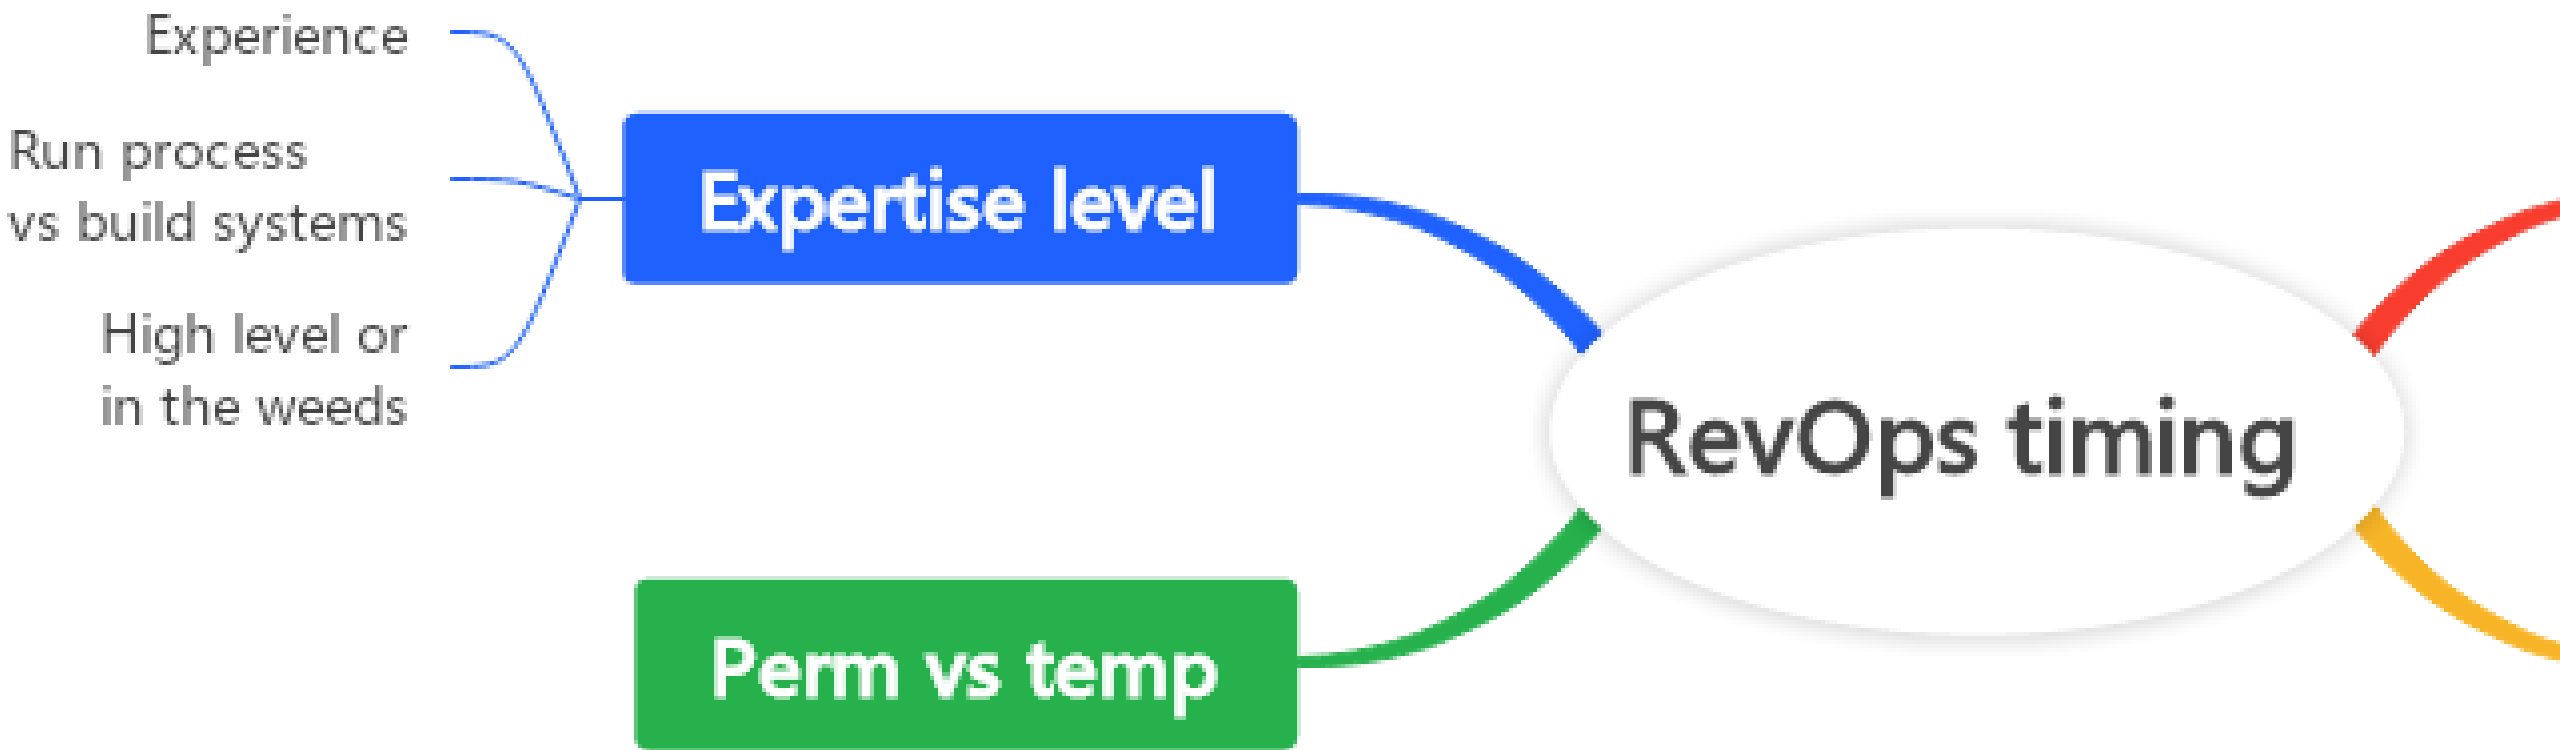 Experience
Run process
vs build systems
High level or
in the weeds
Expertise level
Perm vs temp
RevOps timing